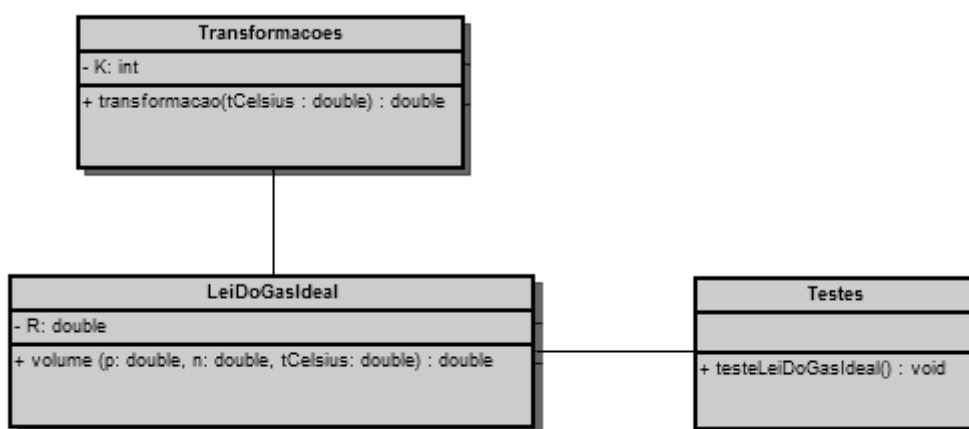 Transformacoes
- K: int
+ transformacao(tCelsius : double) : double
LeiDoGasIdeal
- R: double
+ volume (p: double, n: double, tCelsius: double) : double
Testes
+ testeLeiDoGasIdeal() : void